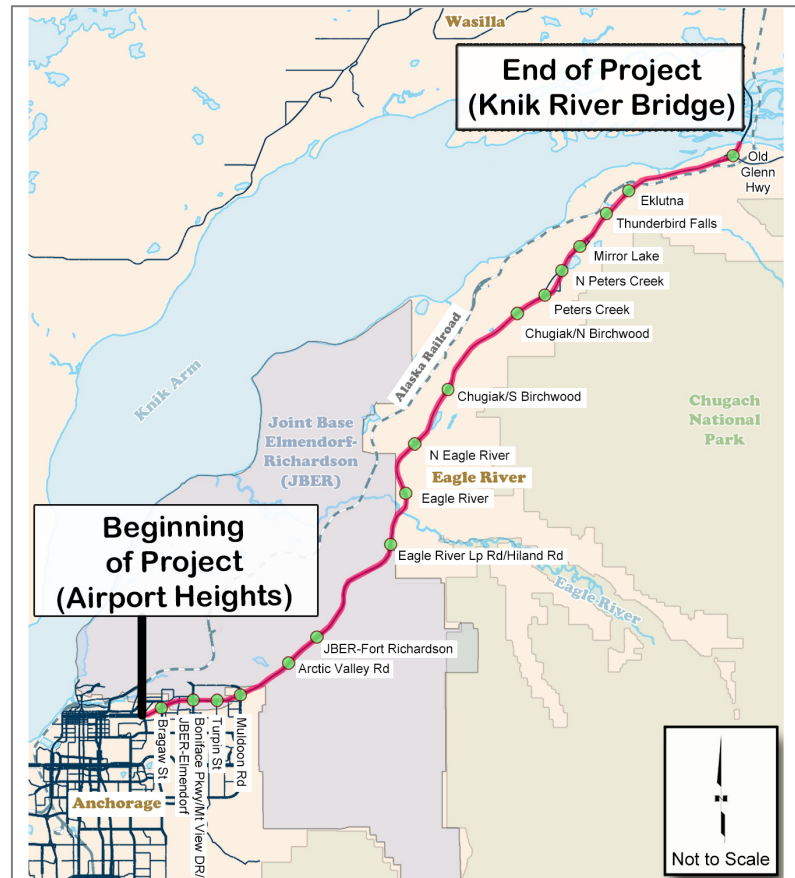 Wasilla
End of Project
(Knik River Bridge)
Old
Glenn
Hwy
Eklutna
Thunderbird Falls
Mirror Lake
N Peters Creek
Peters Creek
Chugiak/N Birchwood
Alaska Railroad
Knik Arm
Chugiak/S Birchwood
Chugach
National
Park
Joint Base
Elmendorf-
Richardson
(JBER)
N Eagle River
Eagle River
Eagle River
Beginning
of Project
(Airport Heights)
Eagle River Lp Rd/Hiland Rd
Eagle River
JBER-Fort Richardson
Arctic Valley Rd
Bragaw St
JBER-Elmendorf
Boniface Pkwy/Mt View DR/
Turpin St
Muldoon Rd
Anchorage
N
Not to Scale